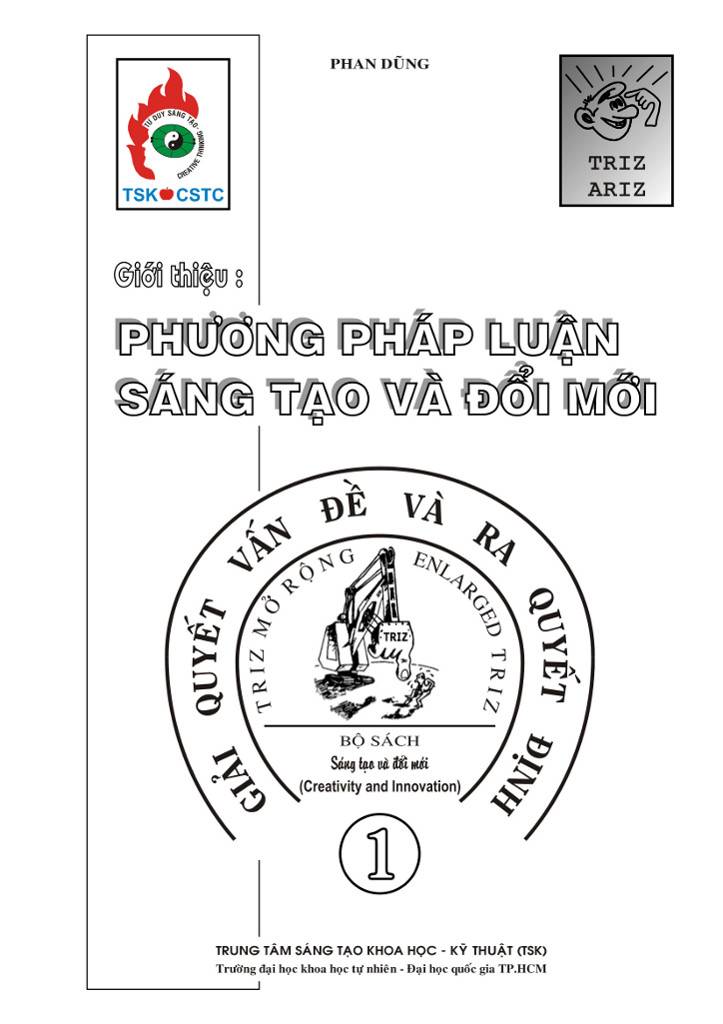 PHAN DŨNG
TƯ DUY SÁNG TẠO - CREATIVE THINKING
TSK CSTC
TRIZ
ARIZ
Giới thiệu :
PHƯƠNG PHÁP LUẬN
SÁNG TẠO VÀ ĐỔI MỚI
GIẢI QUYẾT VẤN ĐỀ VÀ RA QUYẾT ĐỊNH
TRIZ MỞ RỘNG
ENLARGED TRIZ
TRIZ
BỘ SÁCH
Sáng tạo và đổi mới
(Creativity and Innovation)
1
TRUNG TÂM SÁNG TẠO KHOA HỌC - KỸ THUẬT (TSK)
Trường đại học khoa học tự nhiên - Đại học quốc gia TP.HCM